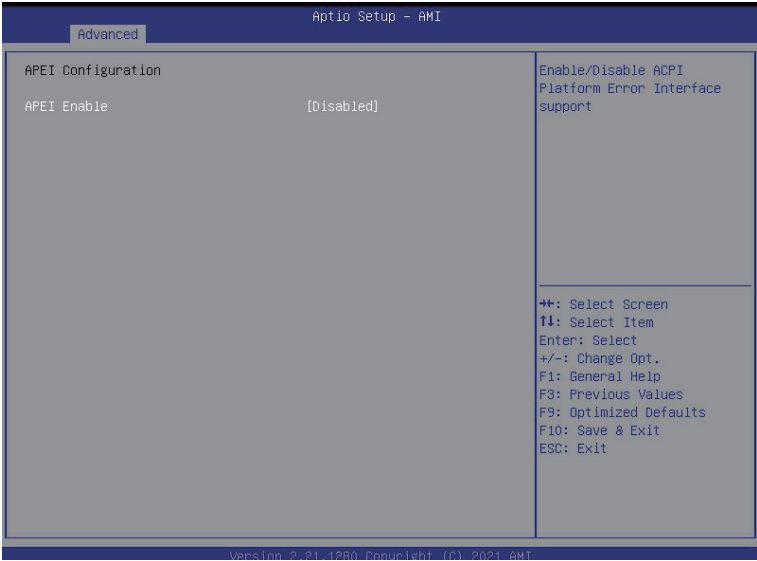 Aptio Setup – AMI
Advanced
APEI Configuration
APEI Enable [Disabled]
Enable/Disable ACPI
Platform Error Interface
support
→←: Select Screen
↑↓: Select Item
Enter: Select
+/-: Change Opt.
F1: General Help
F3: Previous Values
F9: Optimized Defaults
F10: Save & Exit
ESC: Exit
Version 2.21.1280 Copyright (C) 2021 AMI